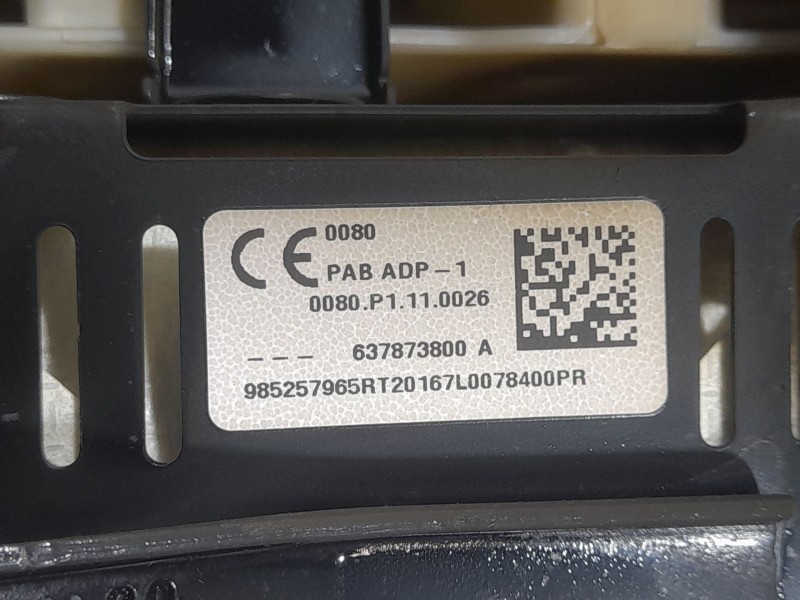 CE 0080
PAB ADP-1
0080.P1.11.0026
--- 637873800 A
985257965RT20167L0078400PR